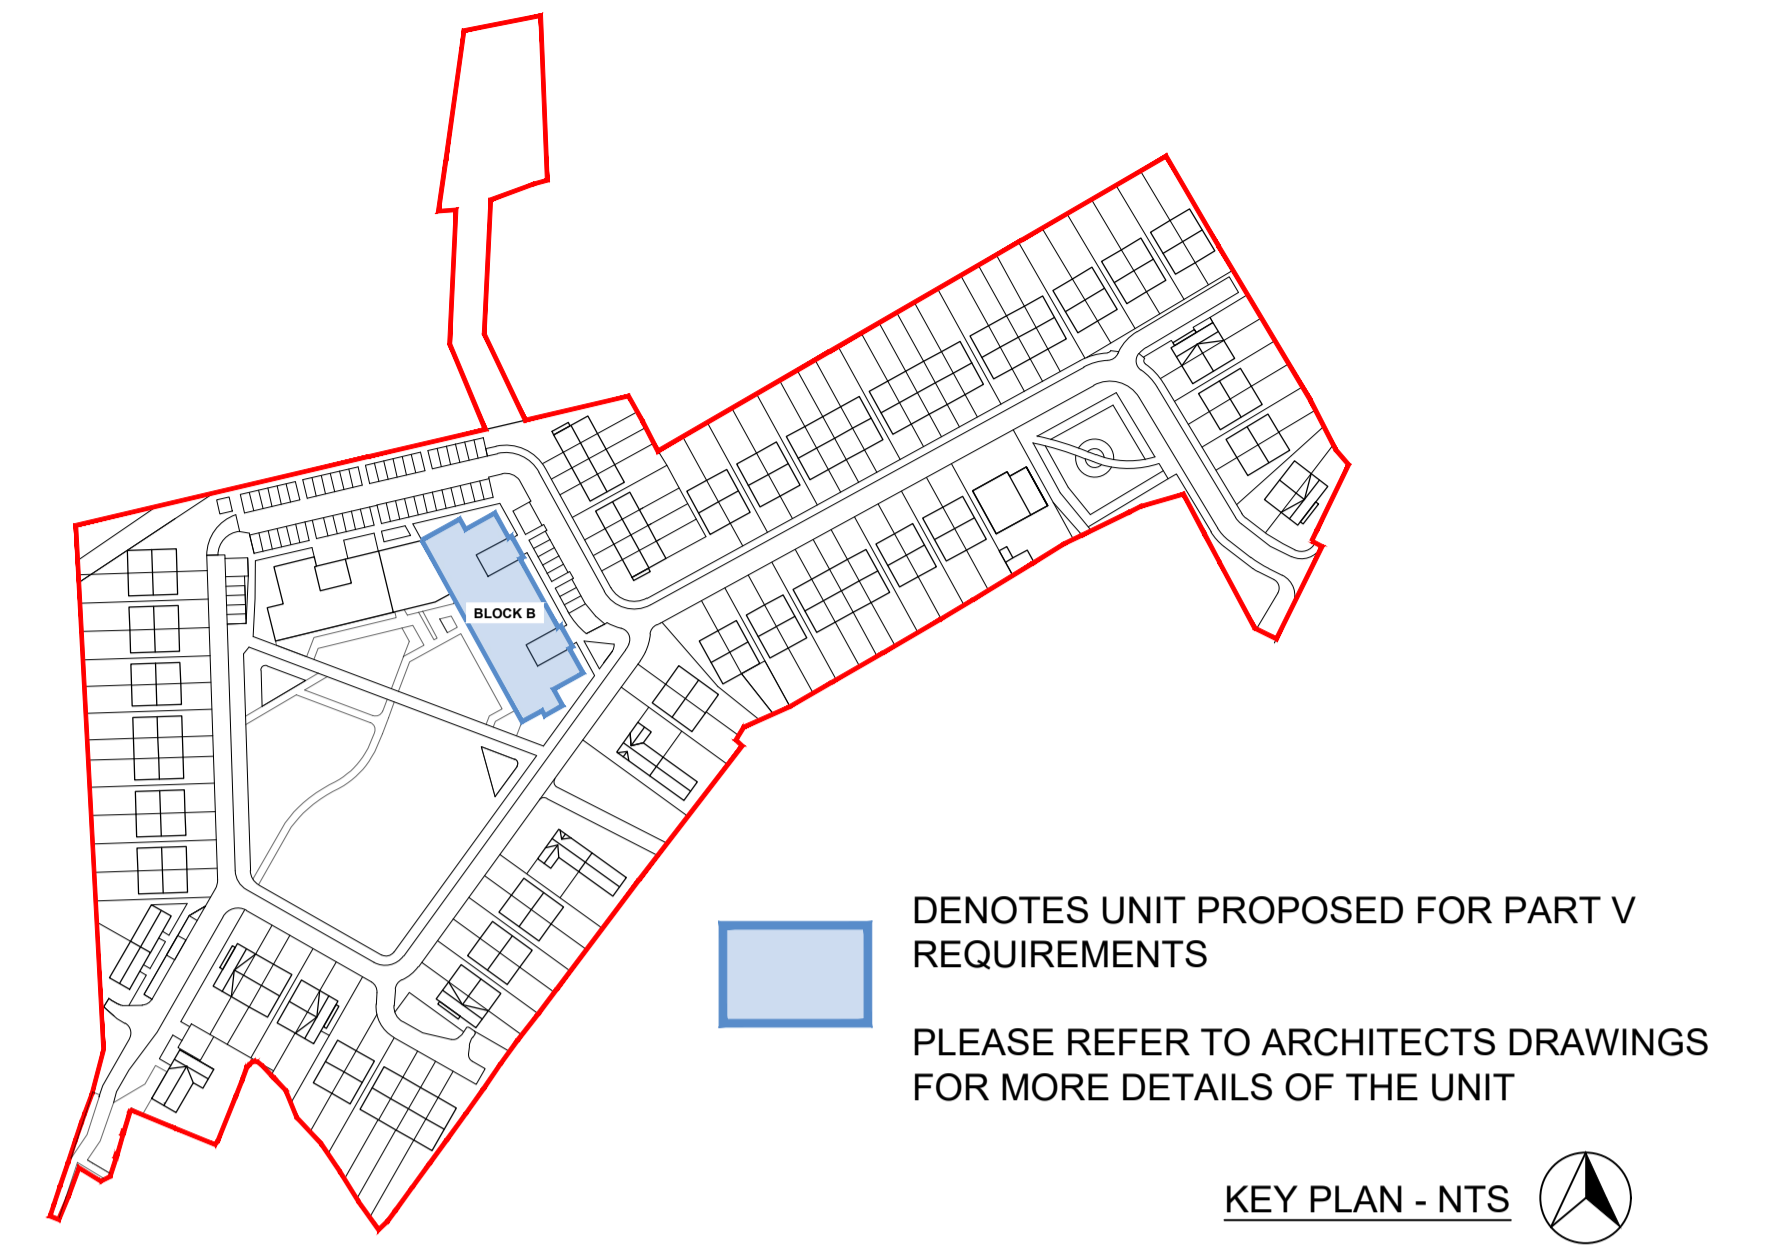 BLOCK B
DENOTES UNIT PROPOSED FOR PART V
REQUIREMENTS
PLEASE REFER TO ARCHITECTS DRAWINGS
FOR MORE DETAILS OF THE UNIT
KEY PLAN - NTS